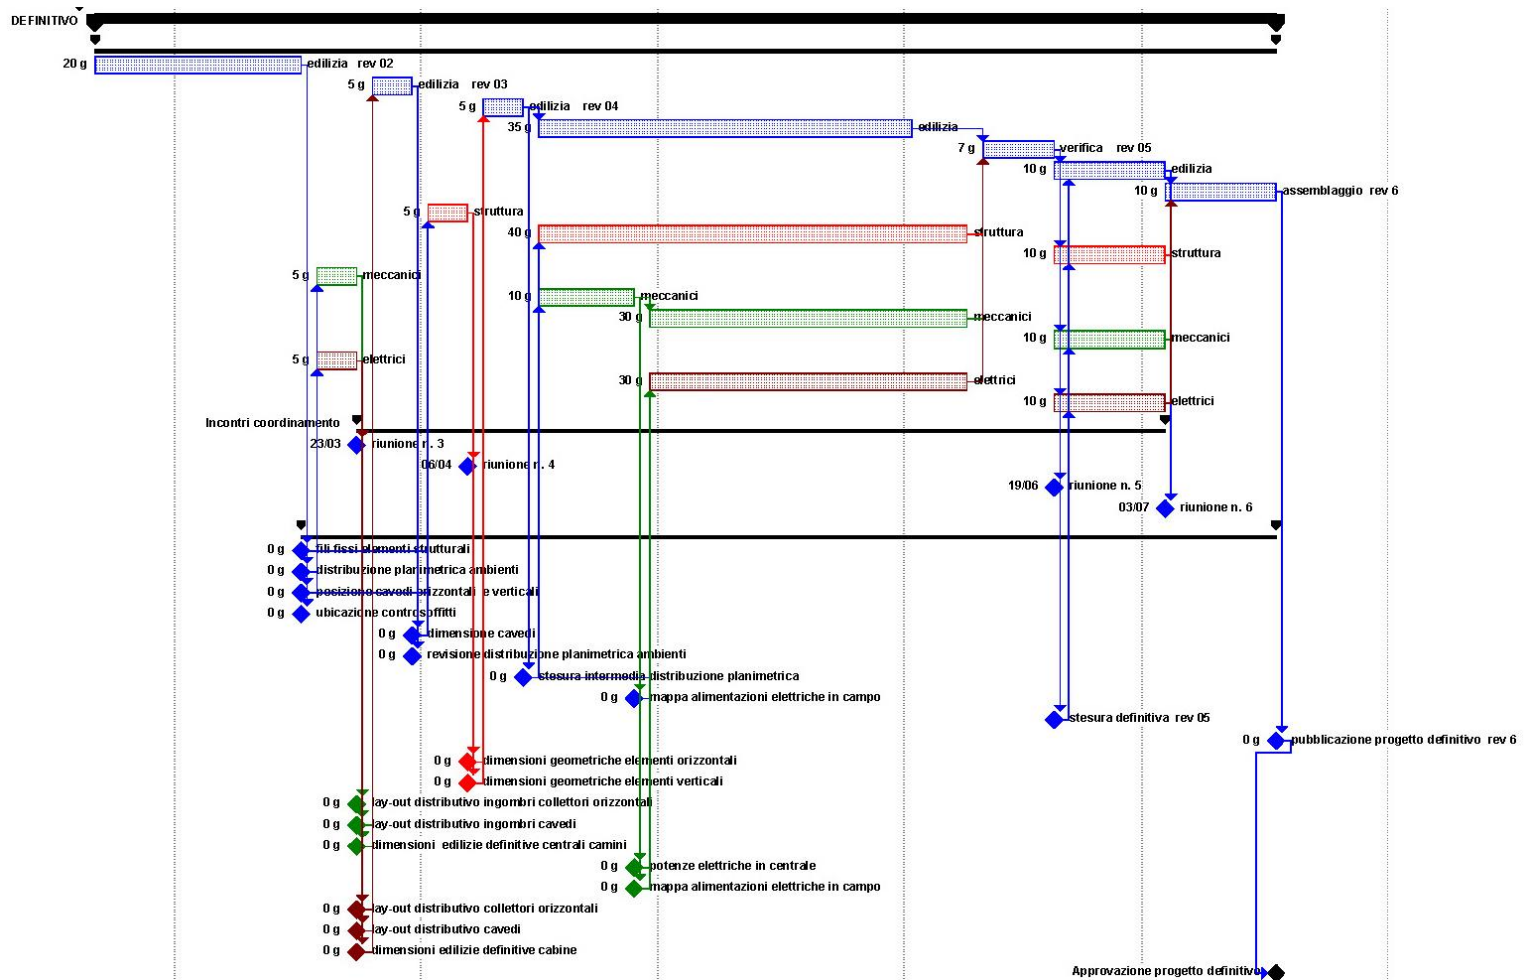 DEFINITIVO
20 g edilizia rev 02
5 g edilizia rev 03
5 g edilizia rev 04
35 g edilizia
7 g verifica rev 05
10 g edilizia
10 g assemblaggio rev 6
5 g struttura
40 g struttura
10 g struttura
5 g meccanici
10 g meccanici
30 g meccanici
10 g meccanici
5 g elettrici
30 g elettrici
10 g elettrici
Incontri coordinamento
23/03 riunione n. 3
06/04 riunione n. 4
19/06 riunione n. 5
03/07 riunione n. 6
0 g fili fissi elementi strutturali
0 g distribuzione planimetrica ambienti
0 g posizione cavedi orizzontali e verticali
0 g ubicazione controsoffitti
0 g dimensione cavedi
0 g revisione distribuzione planimetrica ambienti
0 g stesura intermedia distribuzione planimetrica
0 g mappa alimentazioni elettriche in campo
stesura definitiva rev 05
0 g pubblicazione progetto definitivo rev 6
0 g dimensioni geometriche elementi orizzontali
0 g dimensioni geometriche elementi verticali
0 g lay-out distributivo ingombri collettori orizzontali
0 g lay-out distributivo ingombri cavedi
0 g dimensioni edilizie definitive centrali camini
0 g potenze elettriche in centrale
0 g mappa alimentazioni elettriche in campo
0 g lay-out distributivo collettori orizzontali
0 g lay-out distributivo cavedi
0 g dimensioni edilizie definitive cabine
Approvazione progetto definitivo